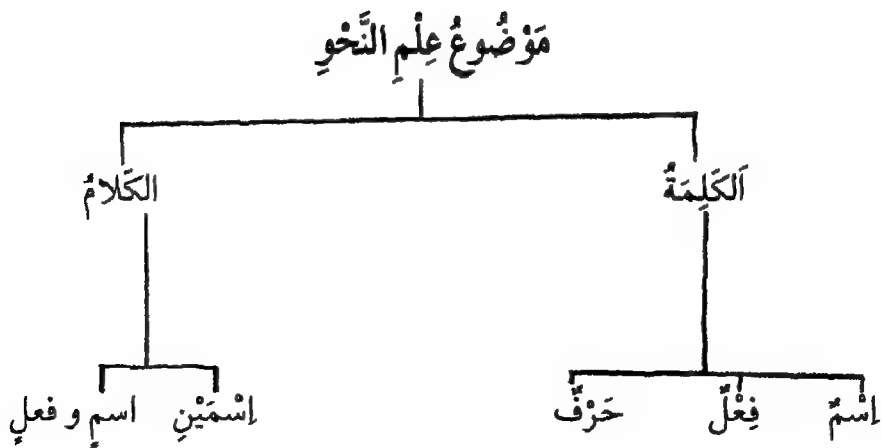 مَوْضُوعُ عِلْمِ النَّحْوِ
اَلكَلِمَةُ
الكَلامُ
اِسْمٌ
فِعْلٌ
حَرْفٌ
اِسْمَيْنِ
اسمٍ و فعلٍ